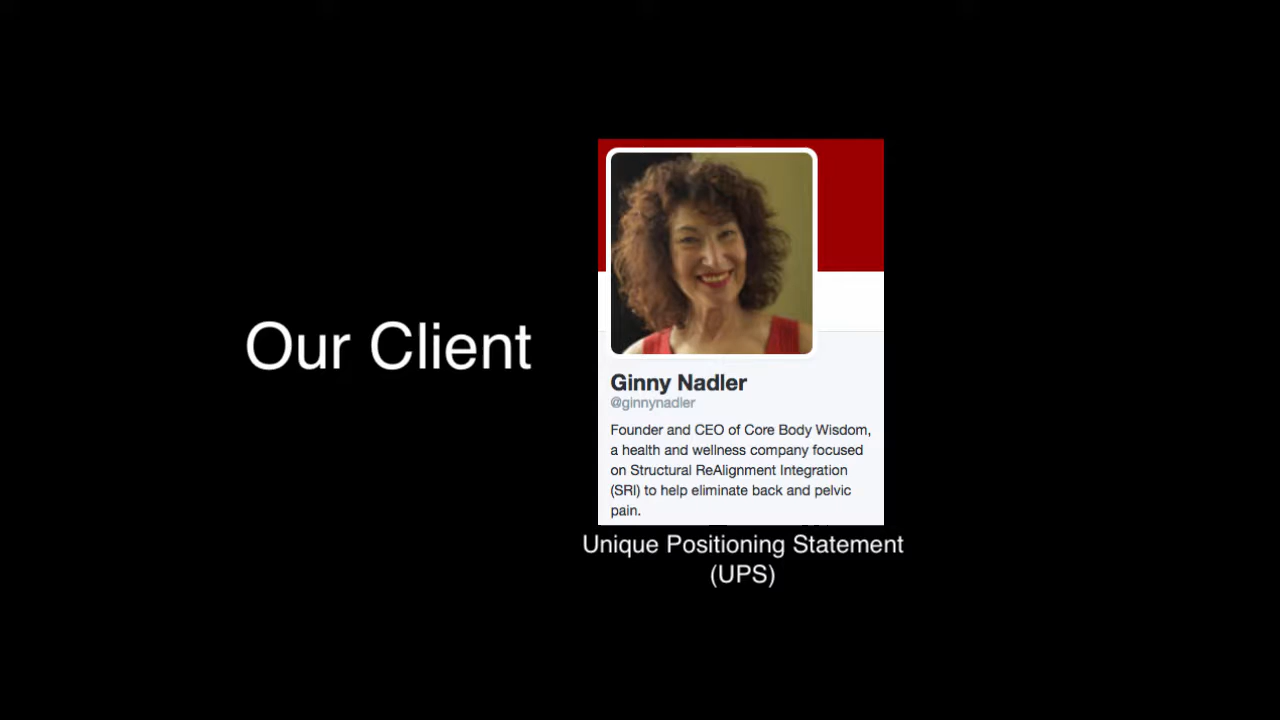 Our Client
Ginny Nadler
@ginnynadler
Founder and CEO of Core Body Wisdom,
a health and wellness company focused
on Structural ReAlignment Integration
(SRI) to help eliminate back and pelvic
pain.
Unique Positioning Statement
(UPS)